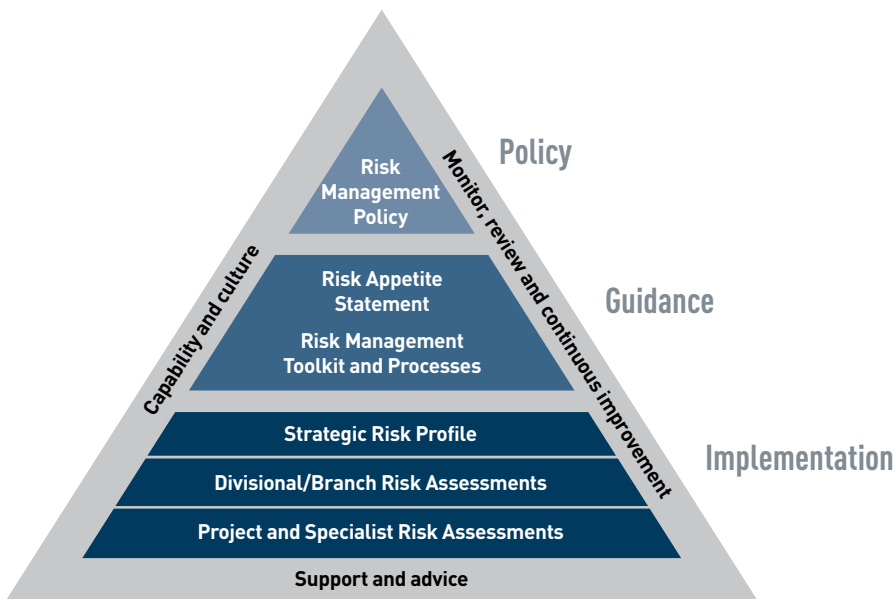 Risk
Management
Policy
Policy
Risk Appetite
Statement
Risk Management
Toolkit and Processes
Guidance
Strategic Risk Profile
Divisional/Branch Risk Assessments
Project and Specialist Risk Assessments
Implementation
Capability and culture
Monitor, review and continuous improvement
Support and advice